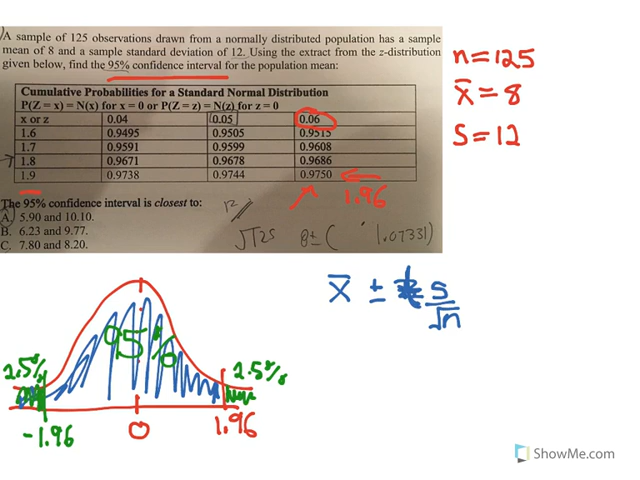 A sample of 125 observations drawn from a normally distributed population has a sample
mean of 8 and a sample standard deviation of 12. Using the extract from the z-distribution
given below, find the 95% confidence interval for the population mean:
Cumulative Probabilities for a Standard Normal Distribution
P(Z = x) = N(x) for x = 0 or P(Z = z) = N(z) for z = 0
x or z 0.04 0.05 0.06
1.6 0.9495 0.9505 0.9515
1.7 0.9591 0.9599 0.9608
1.8 0.9671 0.9678 0.9686
1.9 0.9738 0.9744 0.9750
1.96
The 95% confidence interval is closest to:
A. 5.90 and 10.10.
B. 6.23 and 9.77.
C. 7.80 and 8.20.
12
√125 8± ( 1.07331)
n=125
x̄=8
S=12
x̄ ± S/√n
95%
2.5% 2.5%
-1.96 0 1.96
ShowMe.com